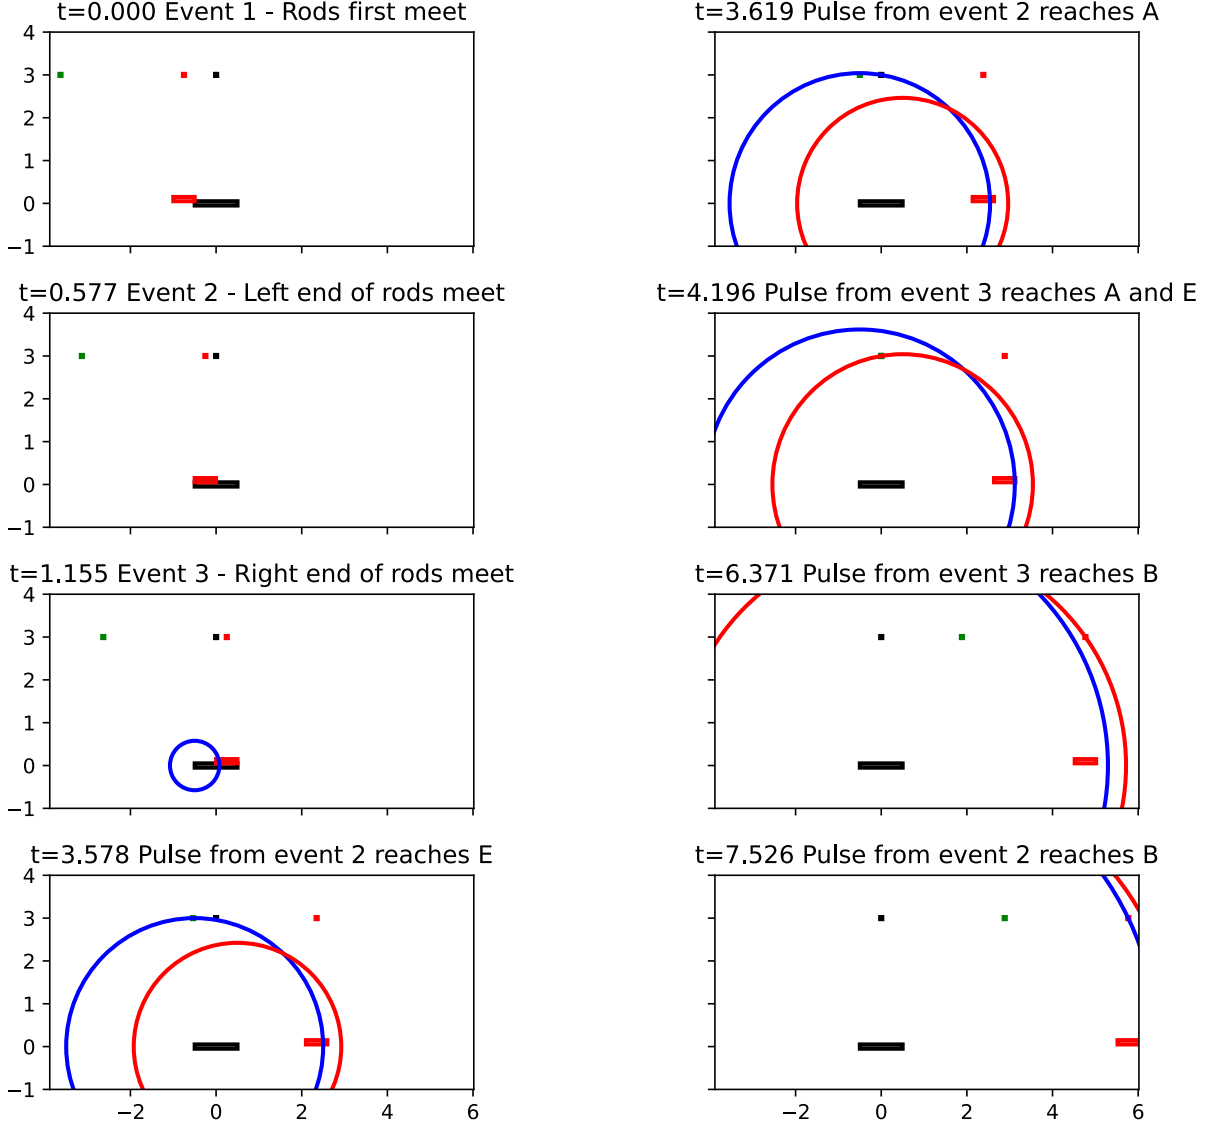 t=0.000 Event 1 - Rods first meet
4
3
2
1
0
−1
t=0.577 Event 2 - Left end of rods meet
4
3
2
1
0
−1
t=1.155 Event 3 - Right end of rods meet
4
3
2
1
0
−1
t=3.578 Pulse from event 2 reaches E
4
3
2
1
0
−1
−2 0 2 4 6
t=3.619 Pulse from event 2 reaches A
t=4.196 Pulse from event 3 reaches A and E
t=6.371 Pulse from event 3 reaches B
t=7.526 Pulse from event 2 reaches B
−2 0 2 4 6